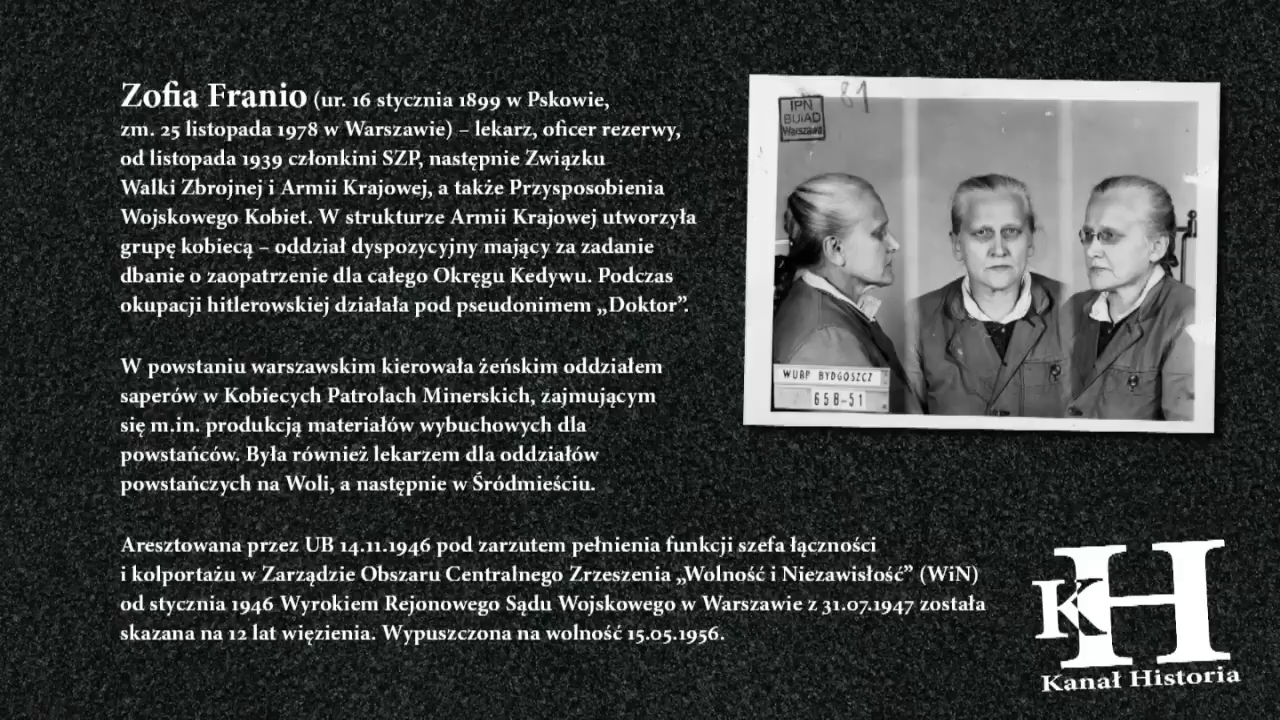 Zofia Franio (ur. 16 stycznia 1899 w Pskowie,
zm. 25 listopada 1978 w Warszawie) – lekarz, oficer rezerwy,
od listopada 1939 członkini SZP, następnie Związku
Walki Zbrojnej i Armii Krajowej, a także Przysposobienia
Wojskowego Kobiet. W strukturze Armii Krajowej utworzyła
grupę kobiecą – oddział dyspozycyjny mający za zadanie
dbanie o zaopatrzenie dla całego Okręgu Kedywu. Podczas
okupacji hitlerowskiej działała pod pseudonimem „Doktor”.
W powstaniu warszawskim kierowała żeńskim oddziałem
saperów w Kobiecych Patrolach Minerskich, zajmującym
się m.in. produkcją materiałów wybuchowych dla
powstańców. Była również lekarzem dla oddziałów
powstańczych na Woli, a następnie w Śródmieściu.
Aresztowana przez UB 14.11.1946 pod zarzutem pełnienia funkcji szefa łączności
i kolportażu w Zarządzie Obszaru Centralnego Zrzeszenia „Wolność i Niezawisłość” (WiN)
od stycznia 1946 Wyrokiem Rejonowego Sądu Wojskowego w Warszawie z 31.07.1947 została
skazana na 12 lat więzienia. Wypuszczona na wolność 15.05.1956.
81
IPN
BUiAD
Warszawa
WUBP BYDGOSZCZ
658-51
KH
Kanał Historia